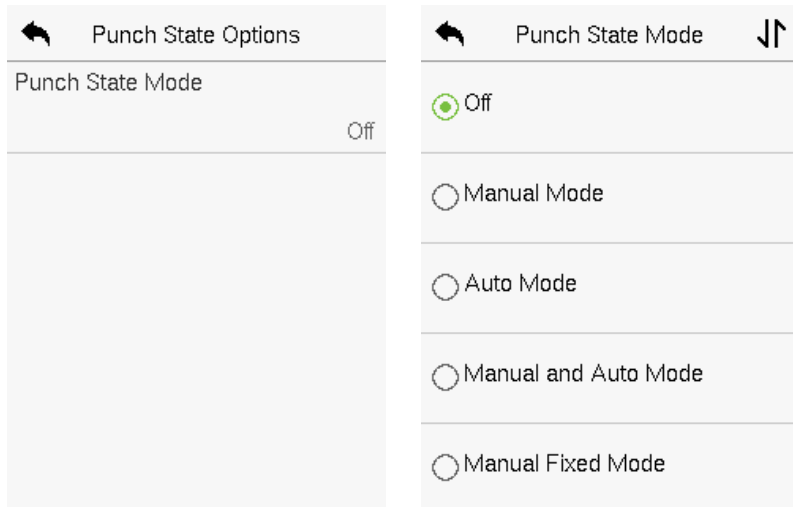 Punch State Options
Punch State Mode
Off
Punch State Mode
Off
Manual Mode
Auto Mode
Manual and Auto Mode
Manual Fixed Mode